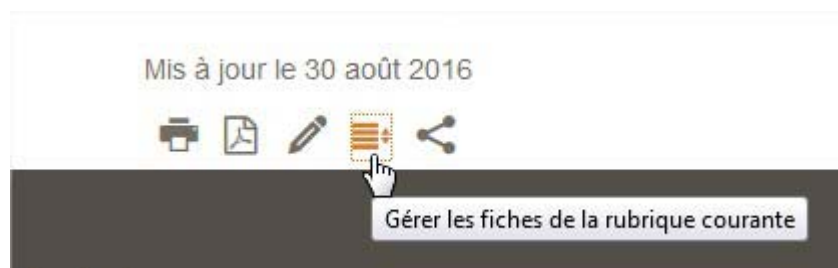 Mis à jour le 30 août 2016
Gérer les fiches de la rubrique courante